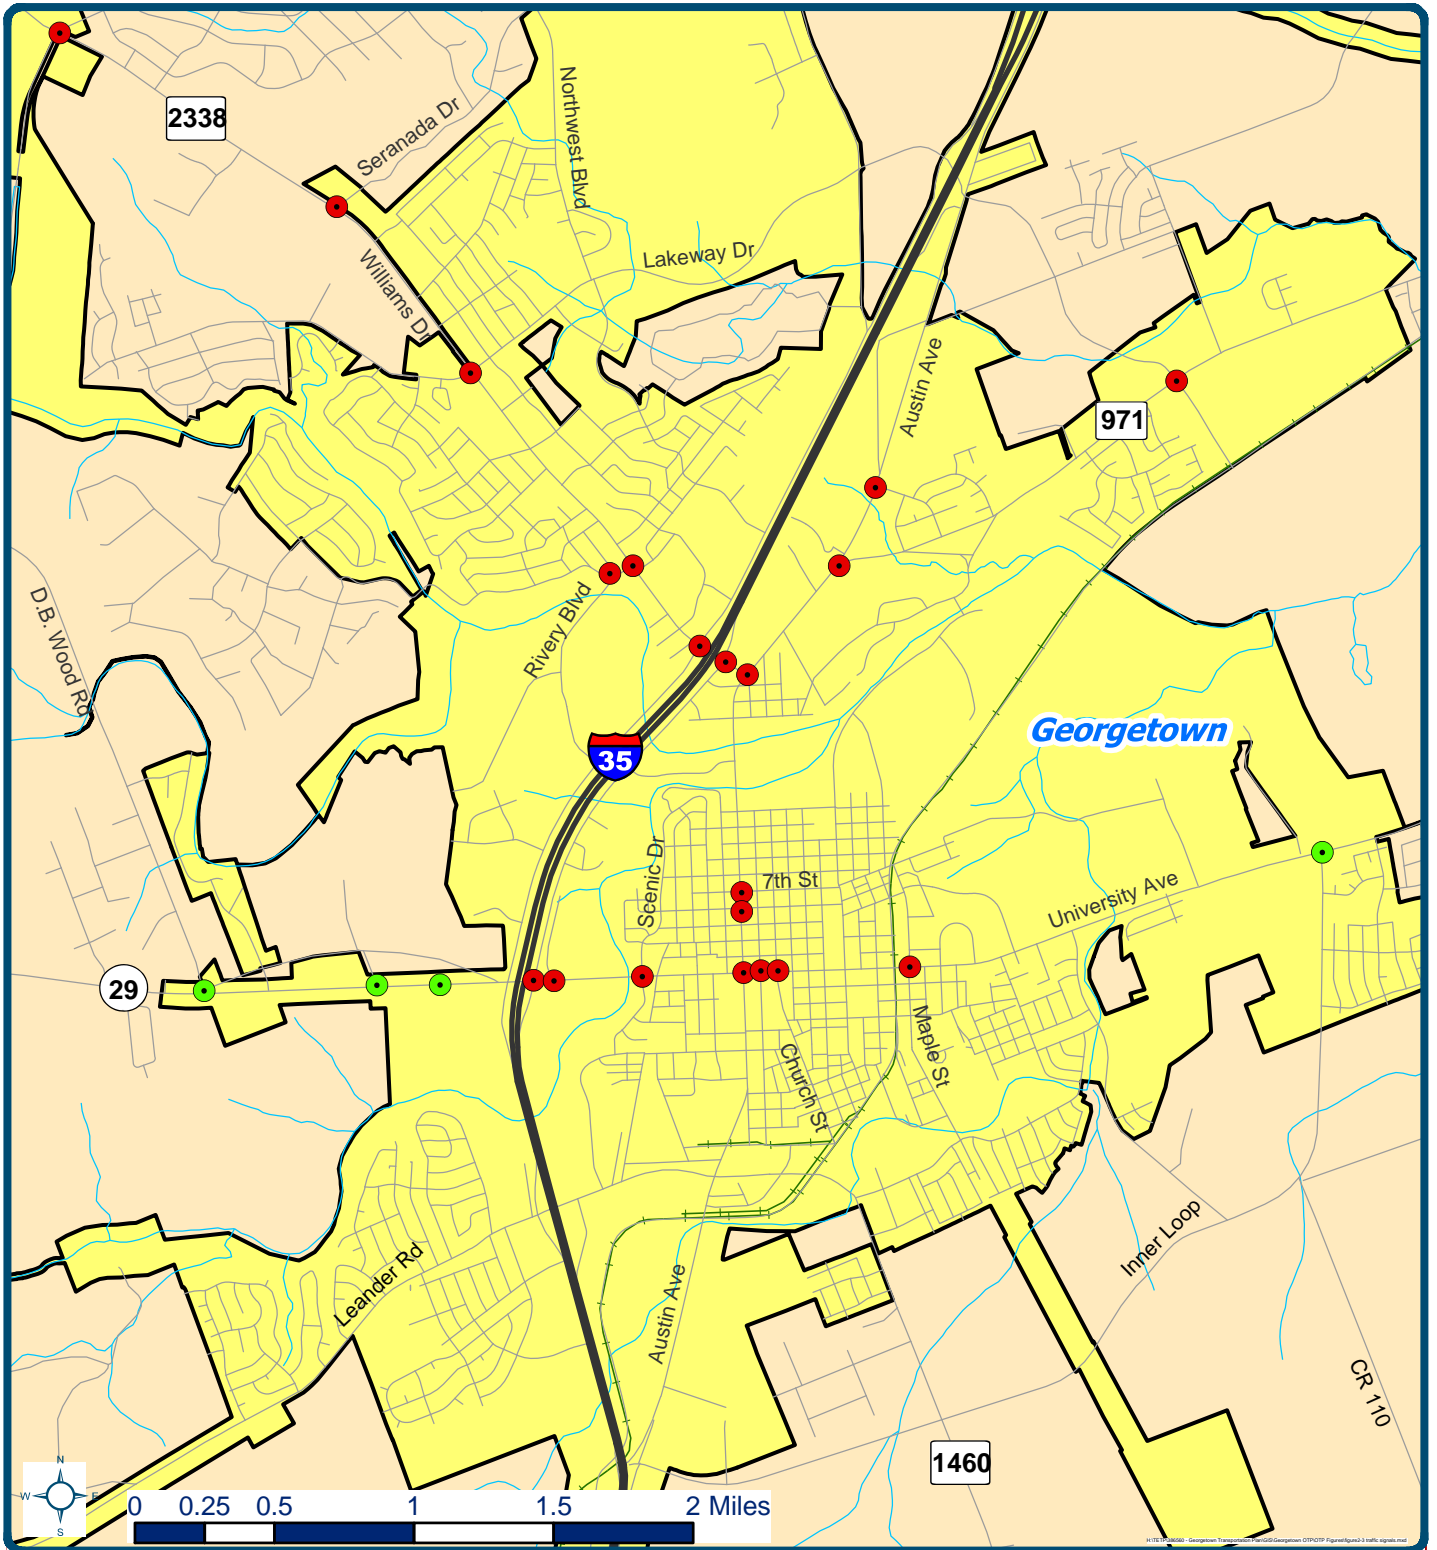 2338
Seranada Dr
Northwest Blvd
Lakeway Dr
Williams Dr
Austin Ave
971
D.B. Wood Rd
Rivery Blvd
Georgetown
35
7th St
Scenic Dr
University Ave
29
Maple St
Church St
Inner Loop
Leander Rd
Austin Ave
CR 110
1460
N
W E
S
0 0.25 0.5 1 1.5 2 Miles